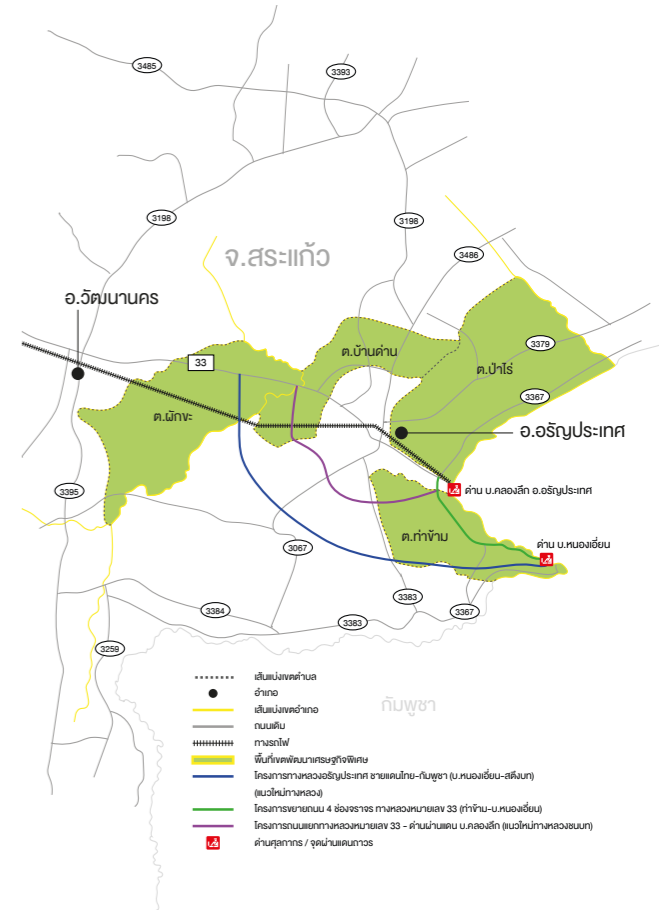 3485
3393
3198
3198
3486
จ.สระแก้ว
อ.วัฒนานคร
33
ต.บ้านด่าน
3379
ต.ป่าไร่
3367
ต.ผักขะ
อ.อรัญประเทศ
3395
ด่าน บ.คลองลึก อ.อรัญประเทศ
ต.ท่าข้าม
ด่าน บ.หนองเอี่ยน
3067
3384
3383
3383
3367
3259
กัมพูชา
เส้นแบ่งเขตตำบล
อำเภอ
เส้นแบ่งเขตอำเภอ
ถนนเดิม
ทางรถไฟ
พื้นที่เขตพัฒนาเศรษฐกิจพิเศษ
โครงการทางหลวงอรัญประเทศ ชายแดนไทย-กัมพูชา (บ.หนองเอี่ยน-สตึงบท)
(แนวใหม่ทางหลวง)
โครงการขยายถนน 4 ช่องจราจร ทางหลวงหมายเลข 33 (ท่าข้าม-บ.หนองเอี่ยน)
โครงการถนนแยกทางหลวงหมายเลข 33 - ด่านผ่านแดน บ.คลองลึก (แนวใหม่ทางหลวงชนบท)
ด่านศุลกากร / จุดผ่านแดนถาวร